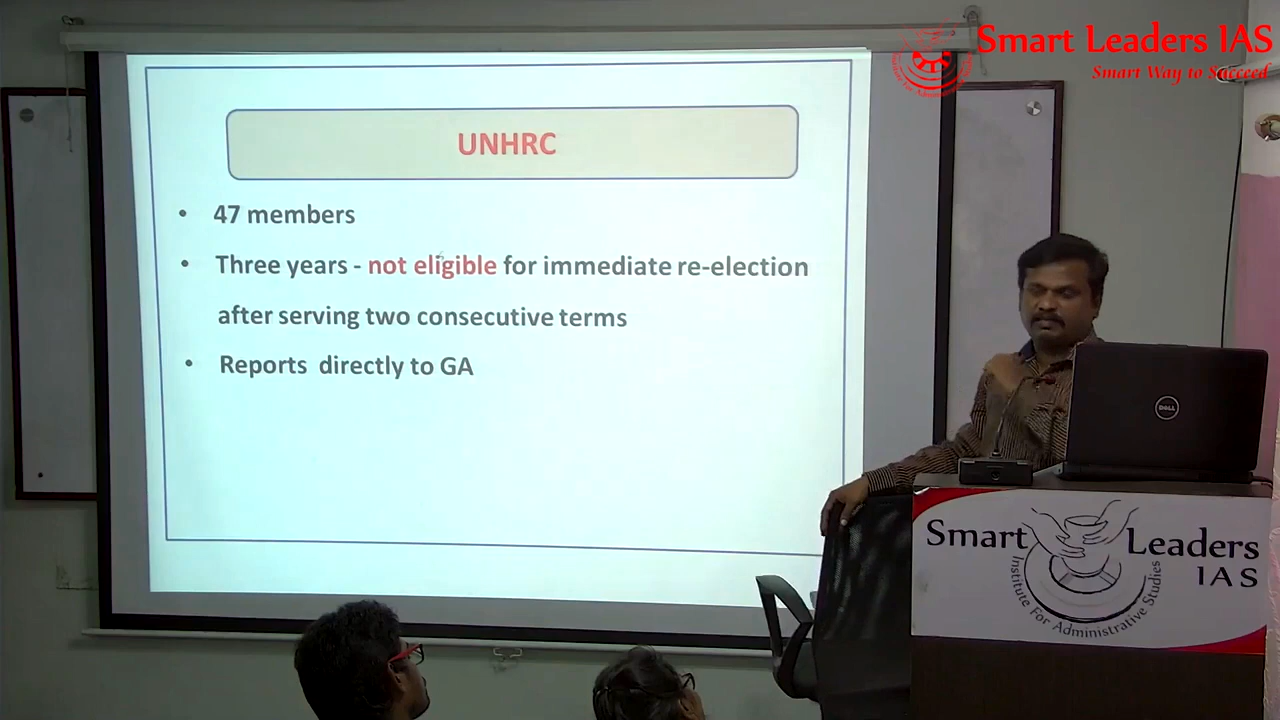 Smart Leaders IAS
Smart Way to Succeed
UNHRC
• 47 members
• Three years - not eligible for immediate re-election
after serving two consecutive terms
• Reports directly to GA
DELL
Smart Leaders
IAS
Institute For Administrative Studies